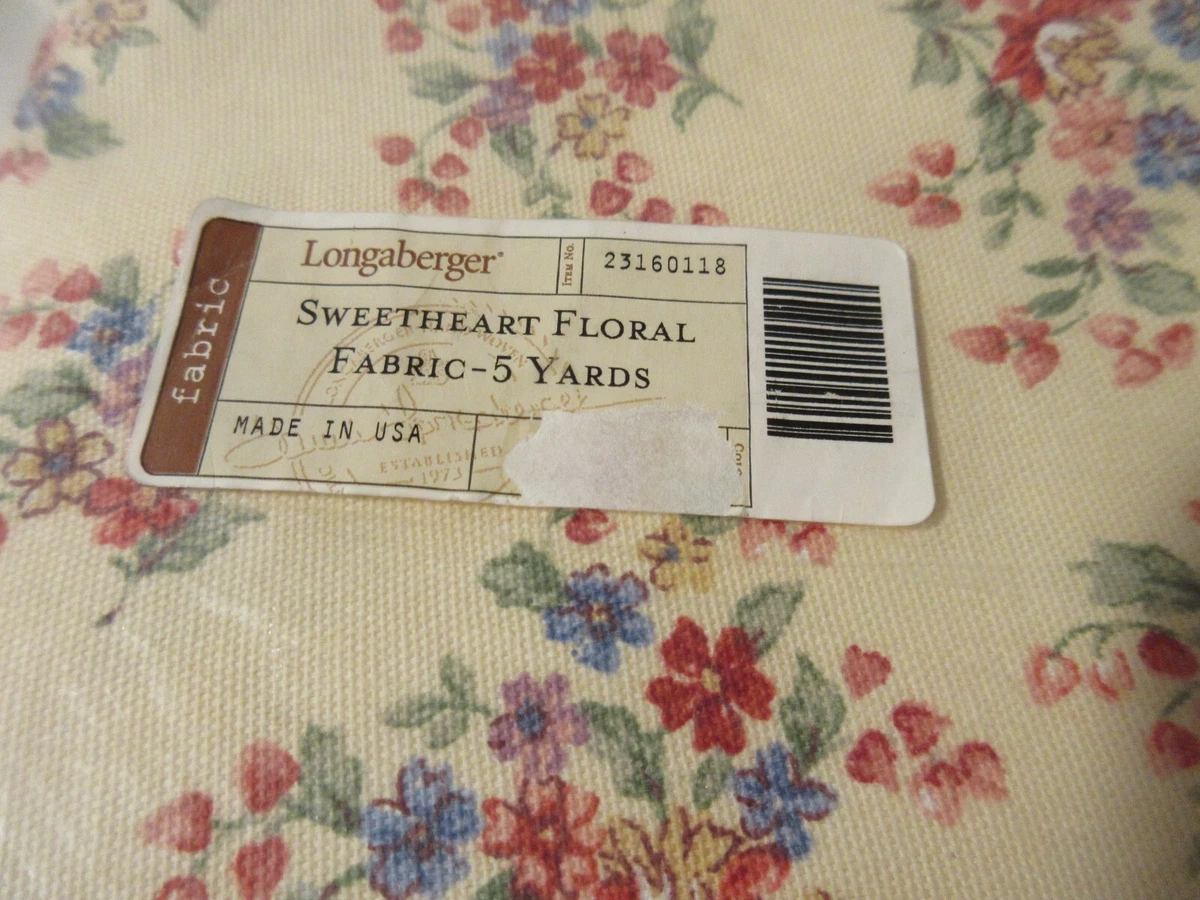 fabric
Longaberger®
ITEM NO.
23160118
SWEETHEART FLORAL
FABRIC-5 YARDS
MADE IN USA
ESTABLISHED
1973